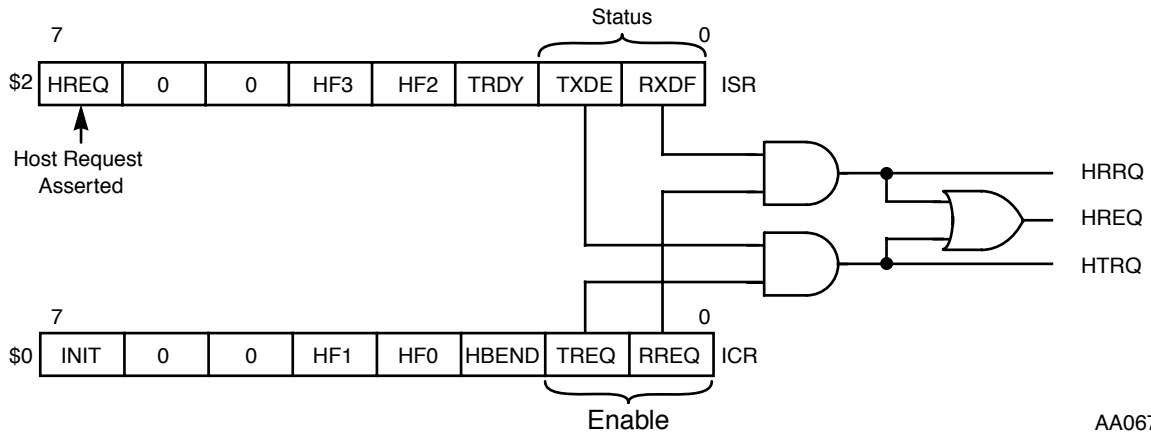 Status
7 0
$2 HREQ 0 0 HF3 HF2 TRDY TXDE RXDF ISR
Host Request
Asserted
HRRQ
HREQ
HTRQ
7 0
$0 INIT 0 0 HF1 HF0 HBEND TREQ RREQ ICR
Enable
AA067